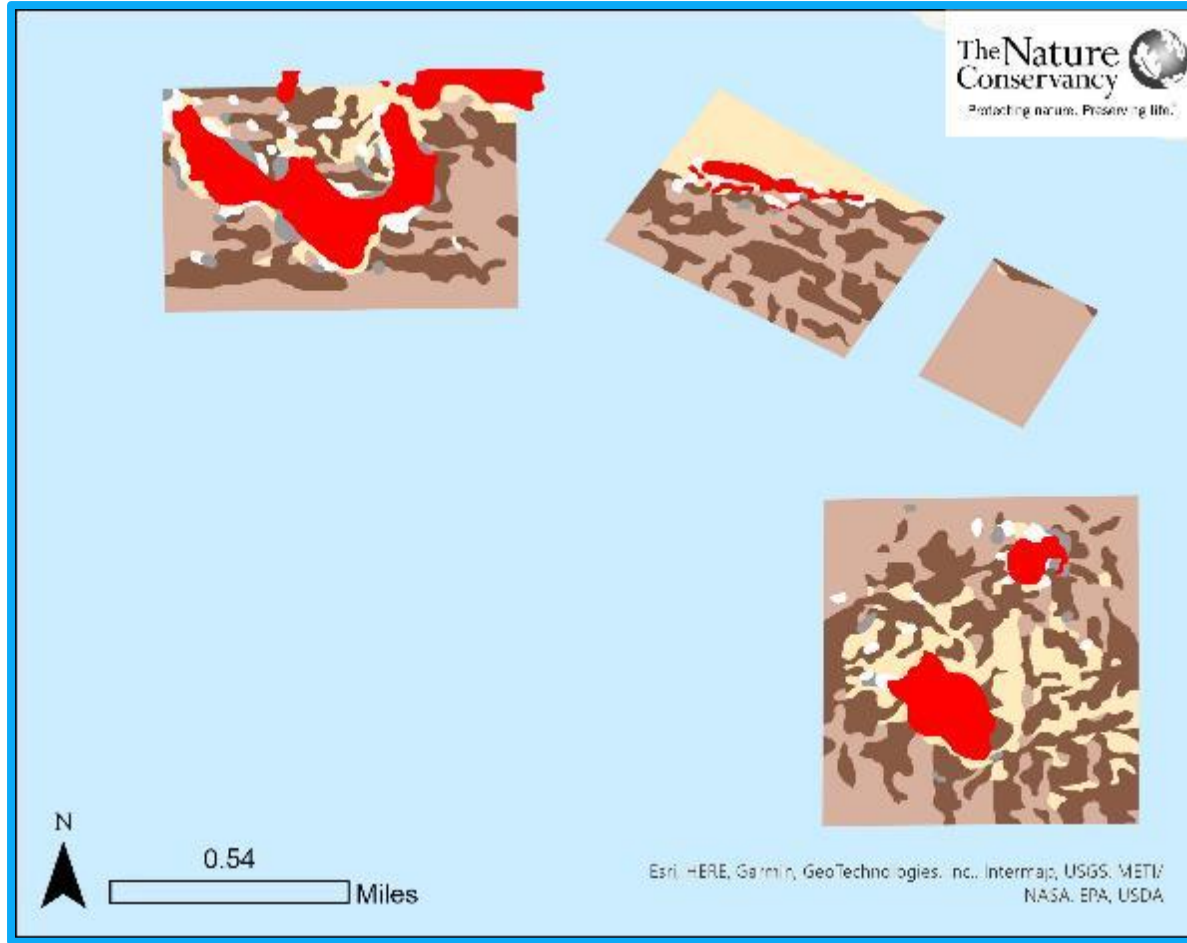 The Nature
Conservancy
Protecting nature. Preserving life.
N
0.54
Miles
Esri, HERE, Garmin, GeoTechnologies, Inc., Intermap, USGS, METI/
NASA, EPA, USDA